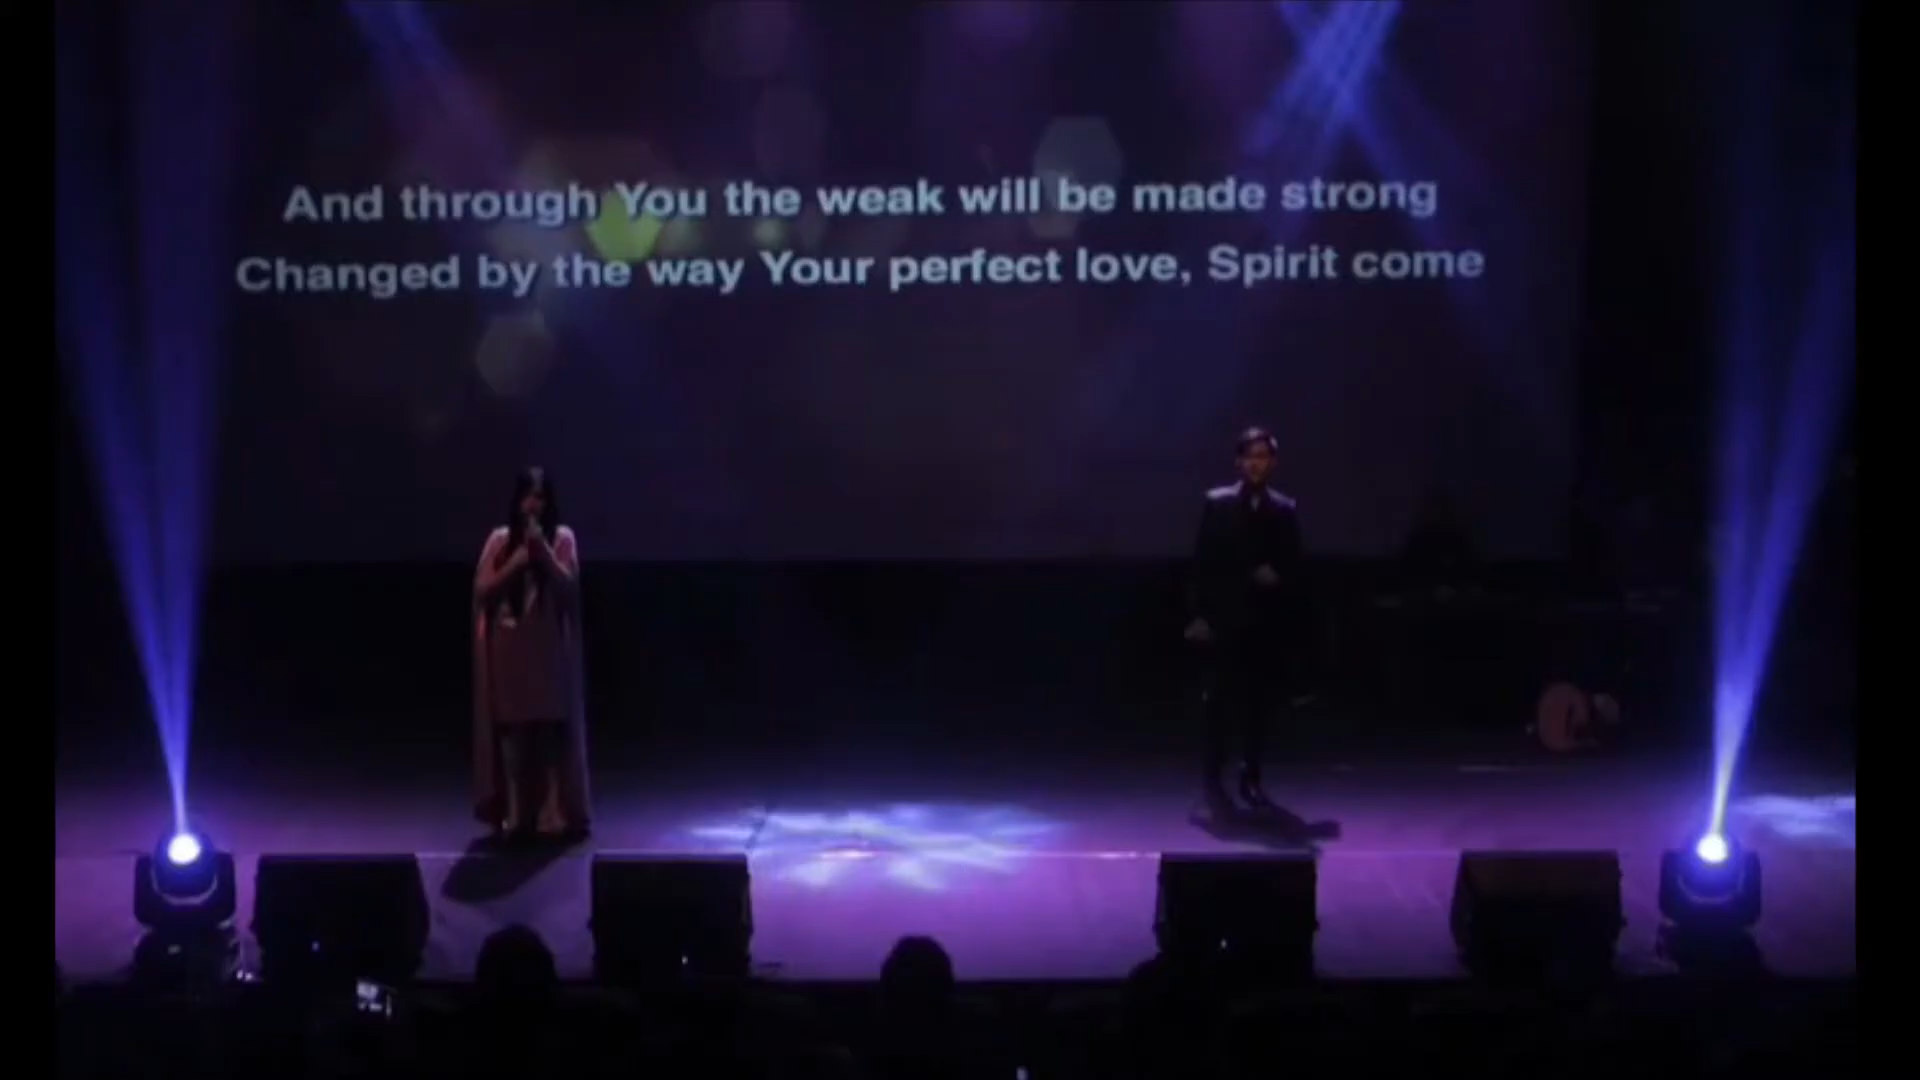 And through You the weak will be made strong
Changed by the way Your perfect love, Spirit come